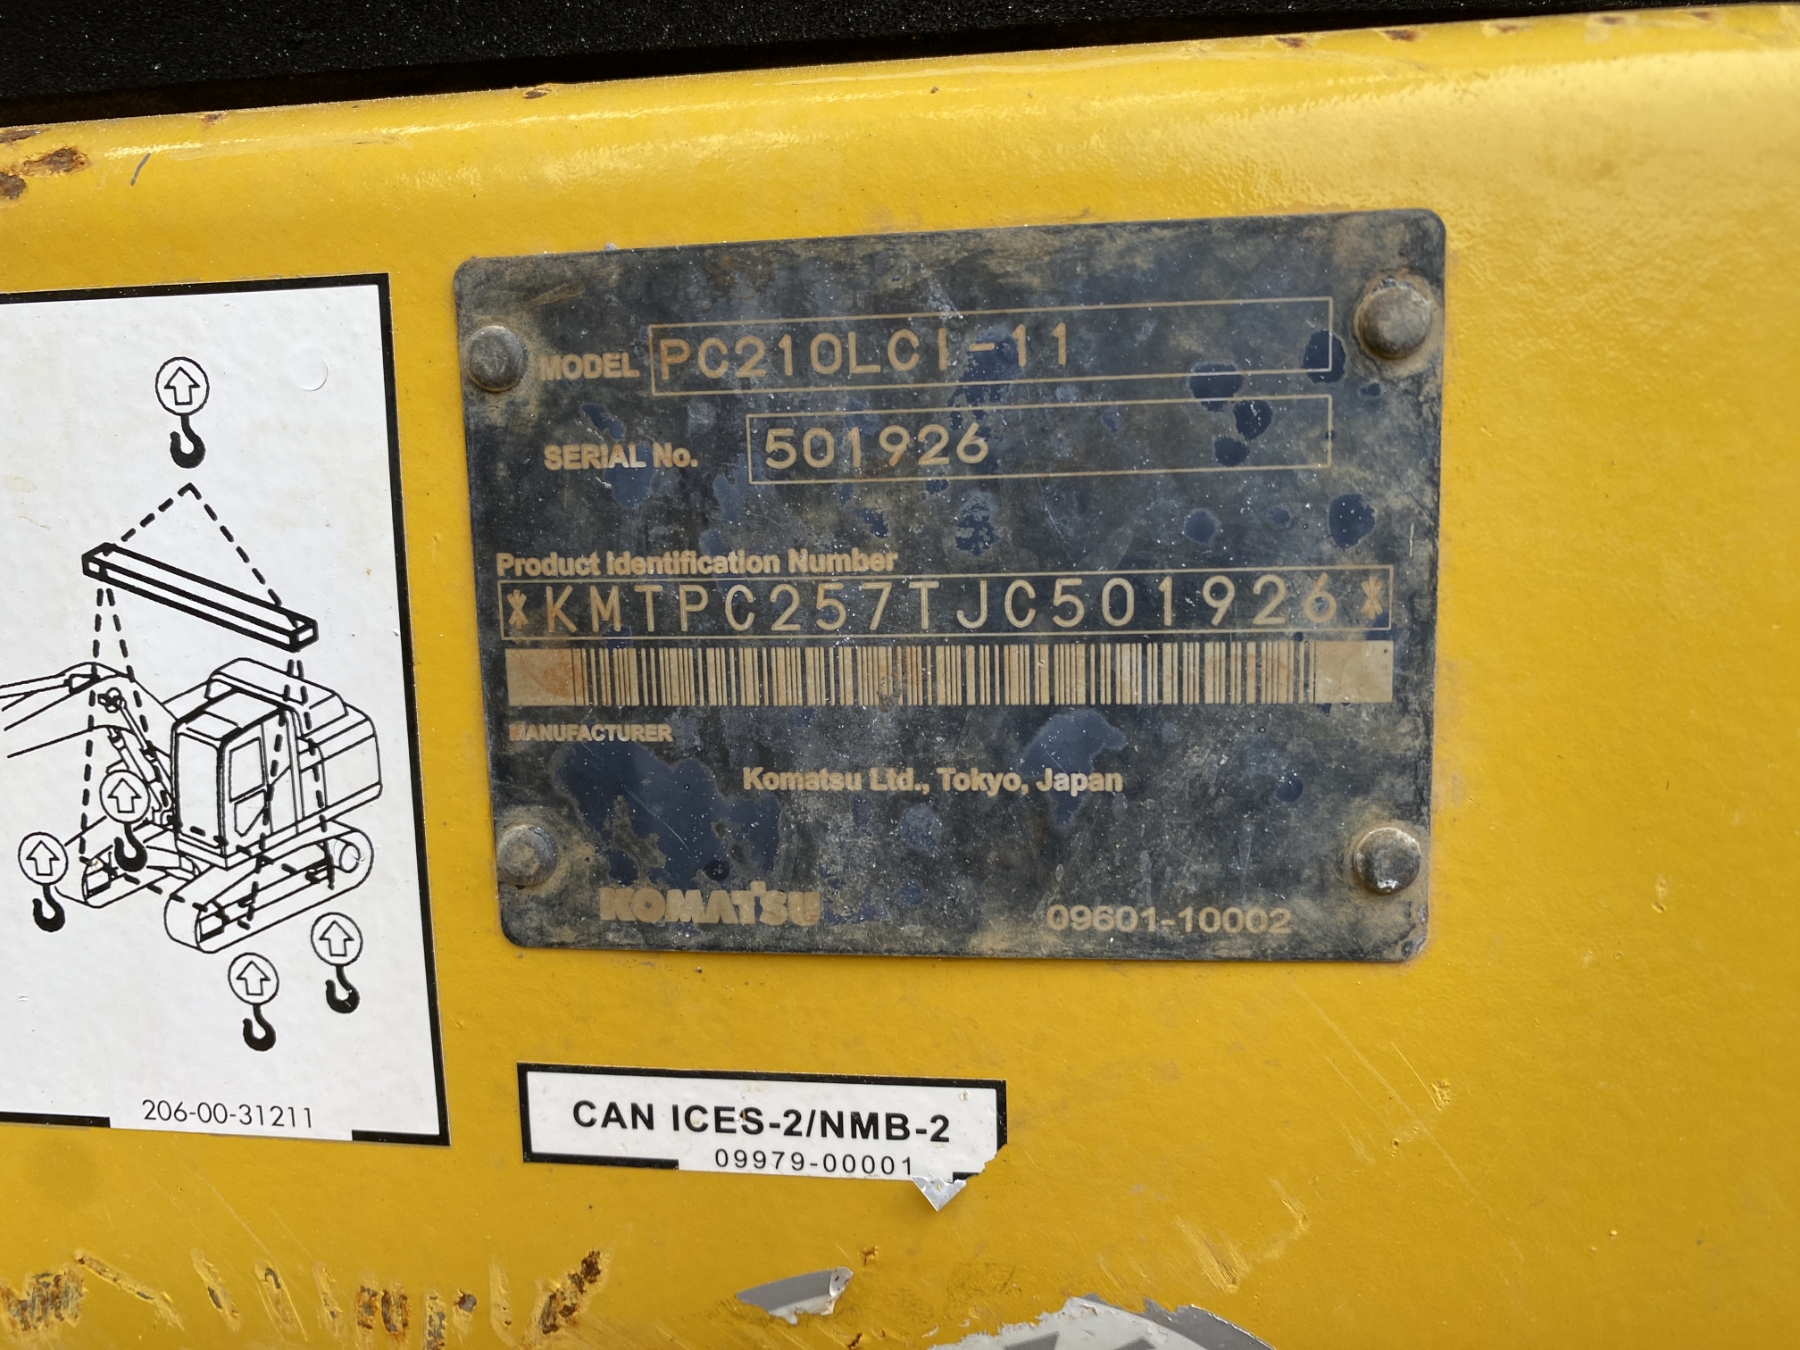 MODEL PC210LCI-11
SERIAL No. 501926
Product Identification Number
*KMTPC257TJC501926*
MANUFACTURER
Komatsu Ltd., Tokyo, Japan
KOMATSU 09601-10002
206-00-31211
CAN ICES-2/NMB-2
09979-00001